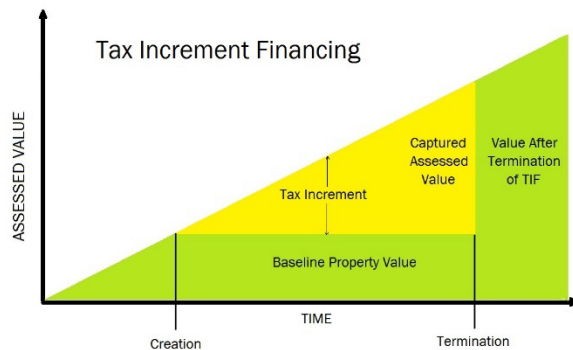 Tax Increment Financing
ASSESSED VALUE
Captured
Assessed
Value
Value After
Termination
of TIF
Tax Increment
Baseline Property Value
TIME
Creation
Termination